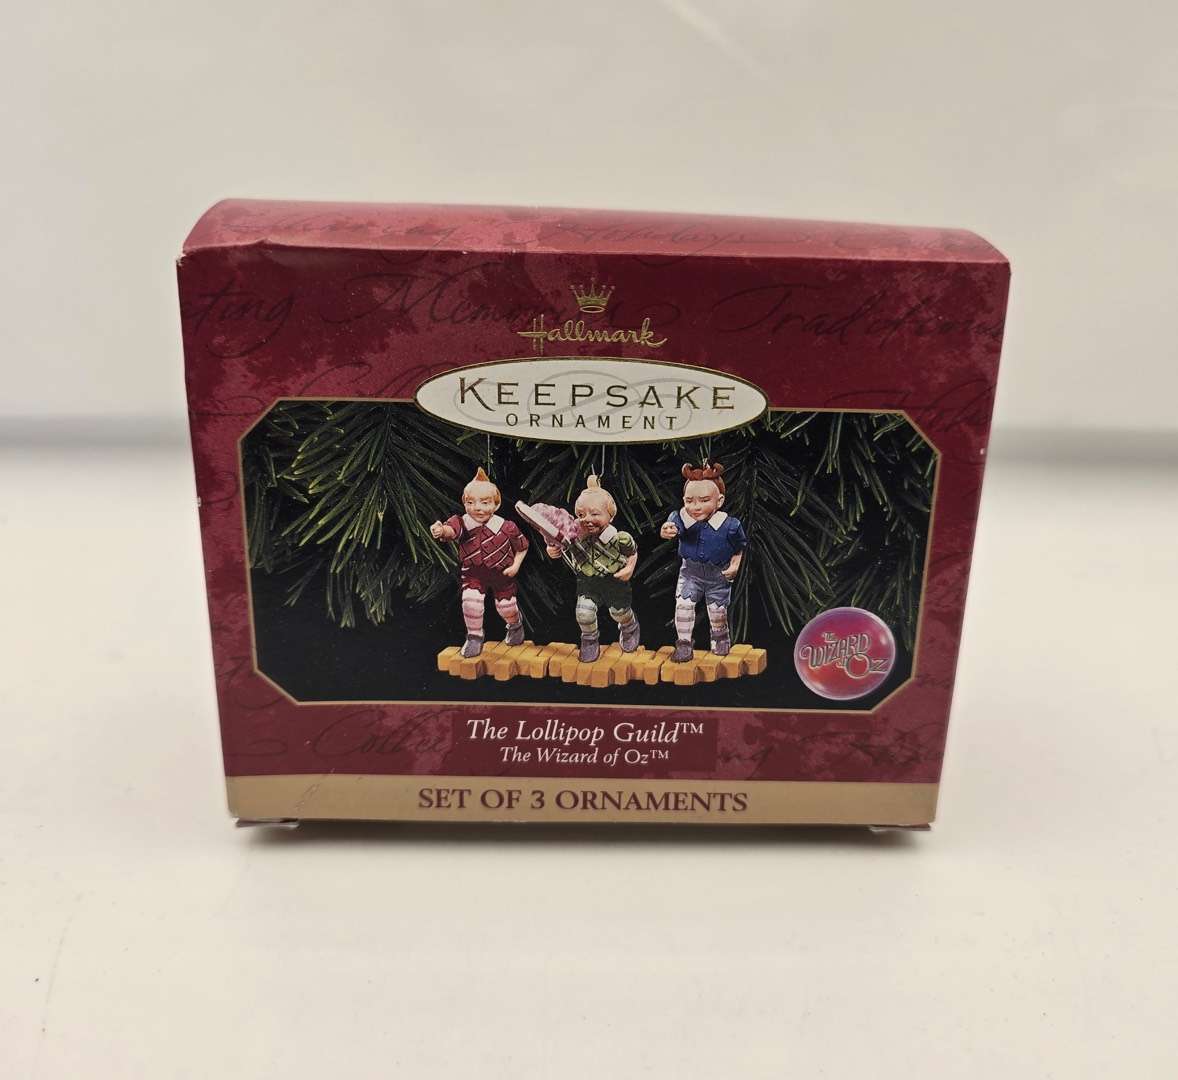 Hallmark
KEEPSAKE
ORNAMENT
THE
WIZARD
of OZ
The Lollipop Guild™
The Wizard of Oz™
SET OF 3 ORNAMENTS